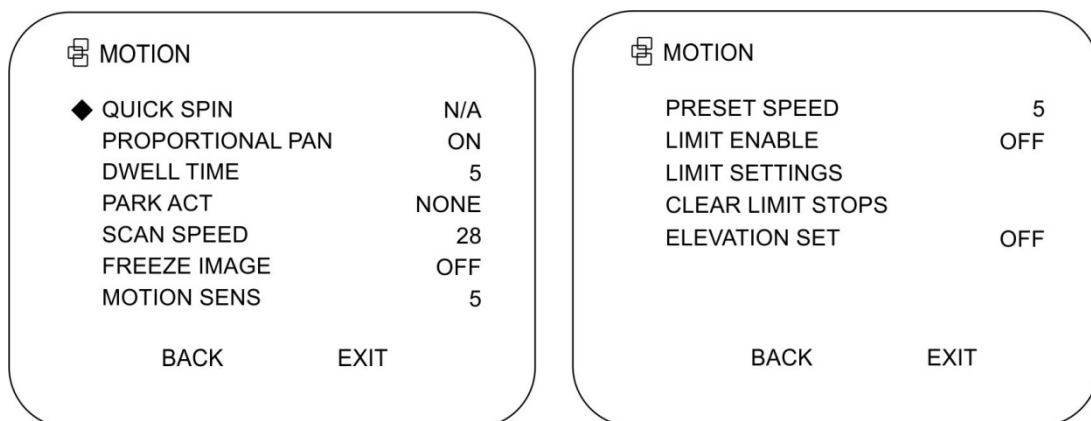 MOTION
QUICK SPIN N/A
PROPORTIONAL PAN ON
DWELL TIME 5
PARK ACT NONE
SCAN SPEED 28
FREEZE IMAGE OFF
MOTION SENS 5
BACK EXIT
MOTION
PRESET SPEED 5
LIMIT ENABLE OFF
LIMIT SETTINGS
CLEAR LIMIT STOPS
ELEVATION SET OFF
BACK EXIT